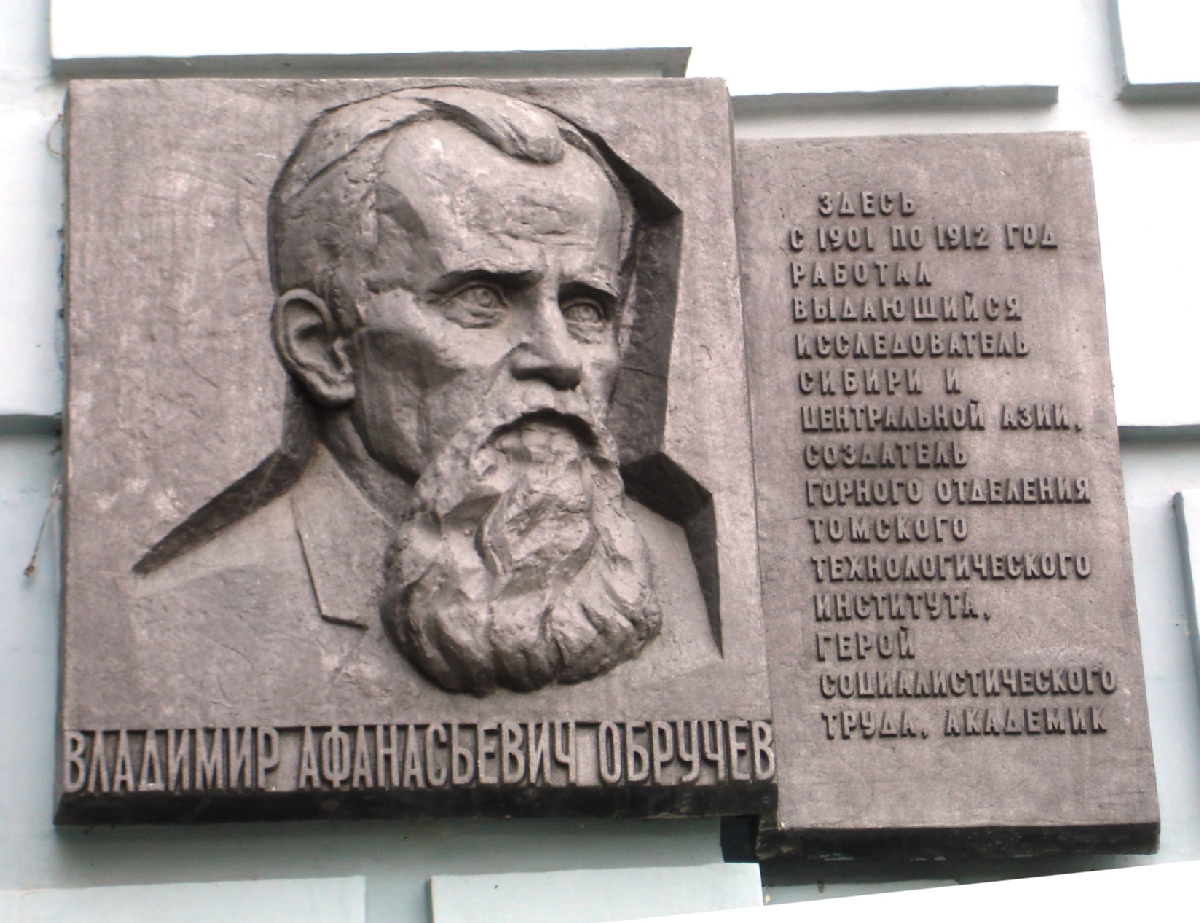 ЗДЕСЬ
С 1901 ПО 1912 ГОД
РАБОТАЛ
ВЫДАЮЩИЙСЯ
ИССЛЕДОВАТЕЛЬ
СИБИРИ И
ЦЕНТРАЛЬНОЙ АЗИИ,
СОЗДАТЕЛЬ
ГОРНОГО ОТДЕЛЕНИЯ
ТОМСКОГО
ТЕХНОЛОГИЧЕСКОГО
ИНСТИТУТА,
ГЕРОЙ
СОЦИАЛИСТИЧЕСКОГО
ТРУДА, АКАДЕМИК
ВЛАДИМИР АФАНАСЬЕВИЧ ОБРУЧЕВ